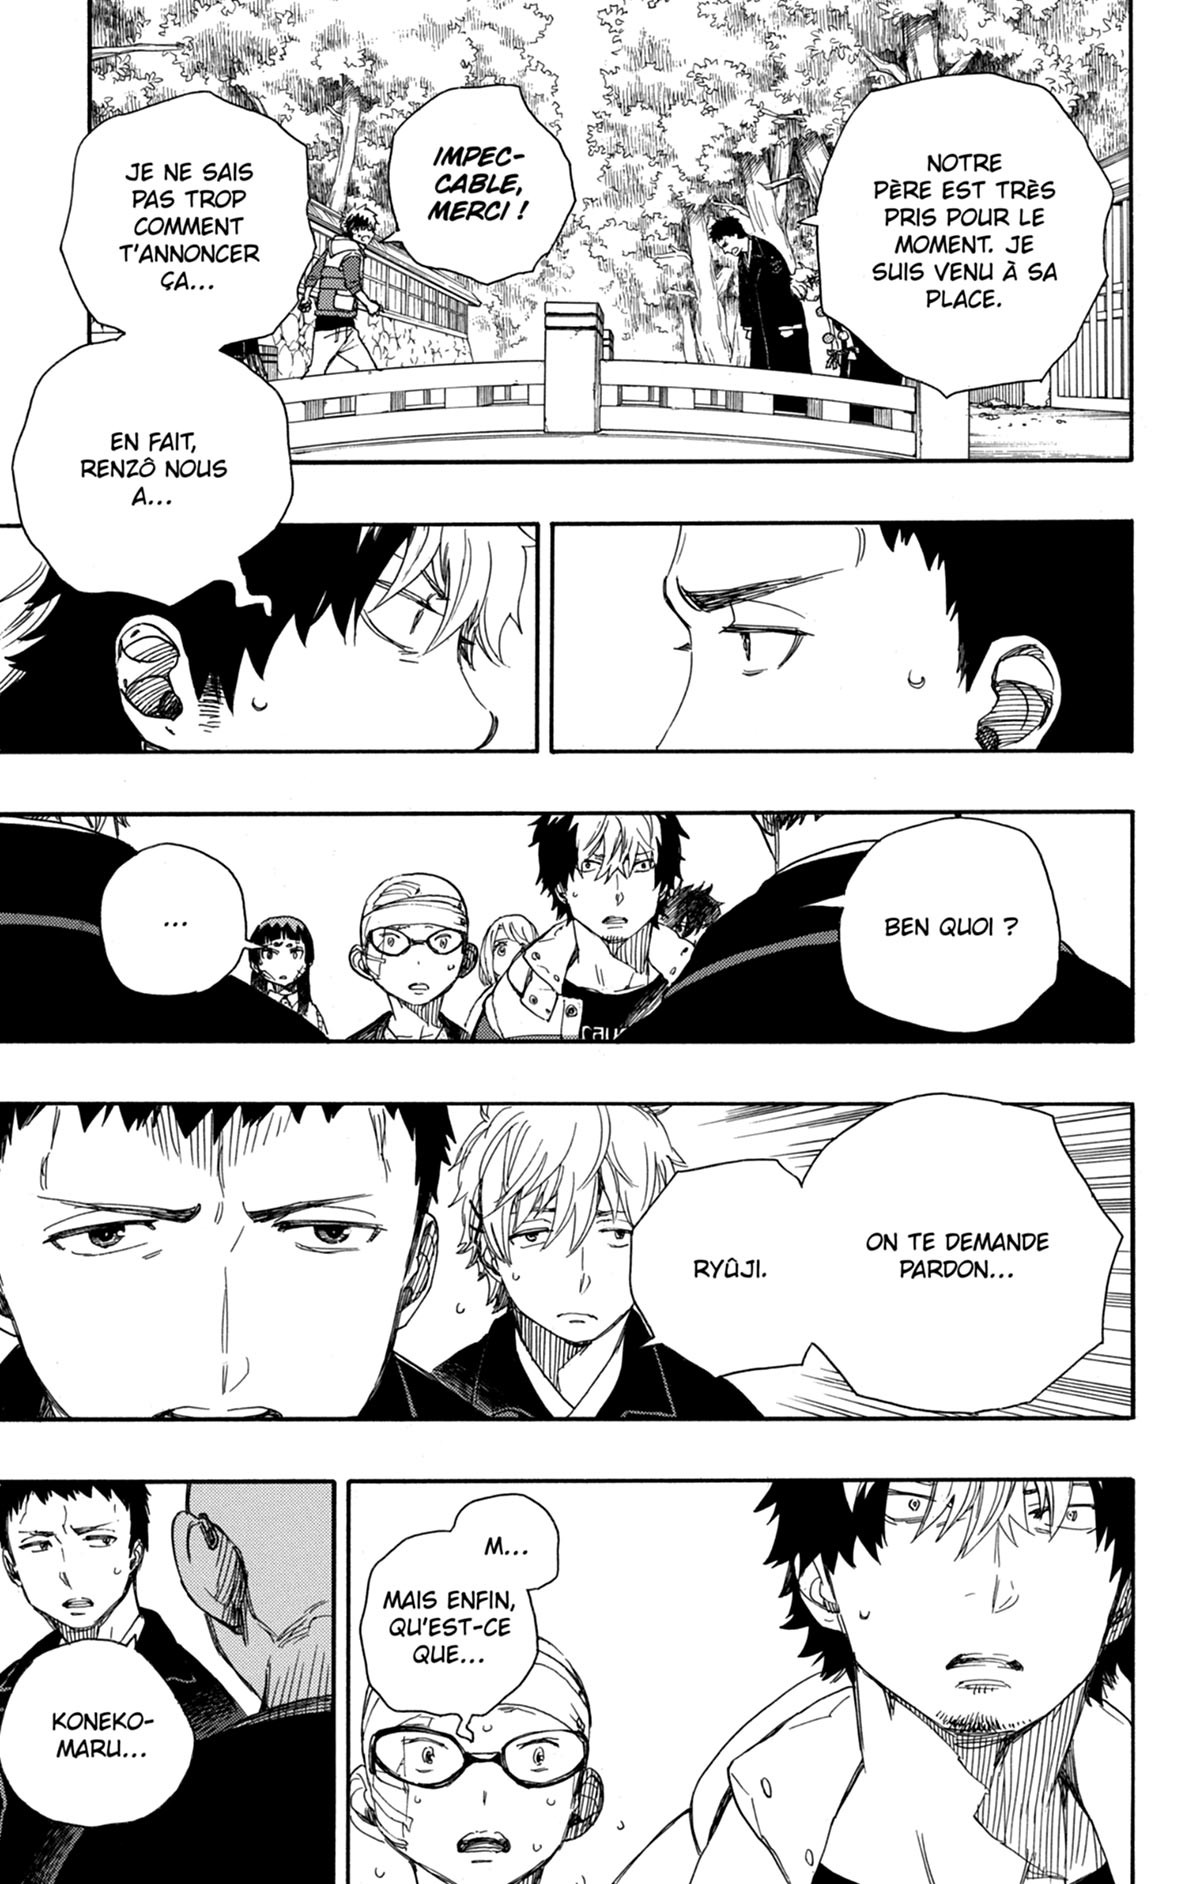 NOTRE
PÈRE EST TRÈS
PRIS POUR LE
MOMENT. JE
SUIS VENU À SA
PLACE.
IMPEC-
CABLE,
MERCI !
JE NE SAIS
PAS TROP
COMMENT
T'ANNONCER
ÇA...
EN FAIT,
RENZÔ NOUS
A...
BEN QUOI ?
...
ON TE DEMANDE
PARDON...
RYÛJI.
M...
MAIS ENFIN,
QU'EST-CE
QUE...
KONEKO-
MARU...